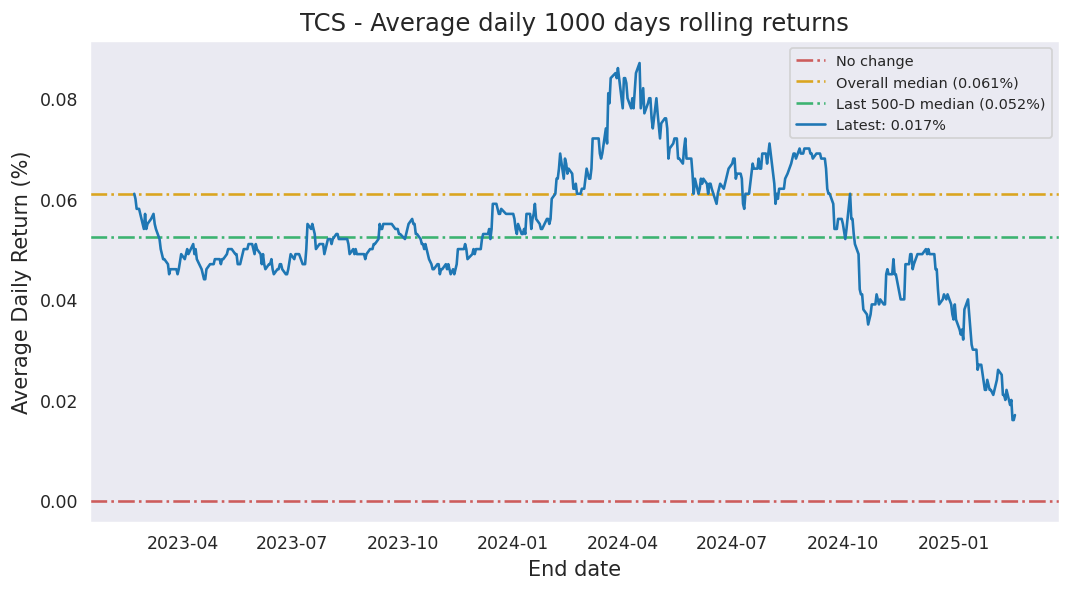 TCS - Average daily 1000 days rolling returns
No change
Overall median (0.061%)
Last 500-D median (0.052%)
Latest: 0.017%
Average Daily Return (%)
0.08
0.06
0.04
0.02
0.00
2023-04 2023-07 2023-10 2024-01 2024-04 2024-07 2024-10 2025-01
End date